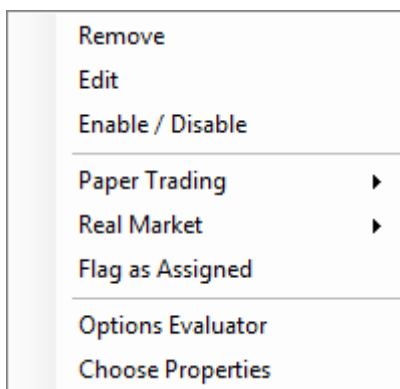 Remove
Edit
Enable / Disable
Paper Trading
Real Market
Flag as Assigned
Options Evaluator
Choose Properties